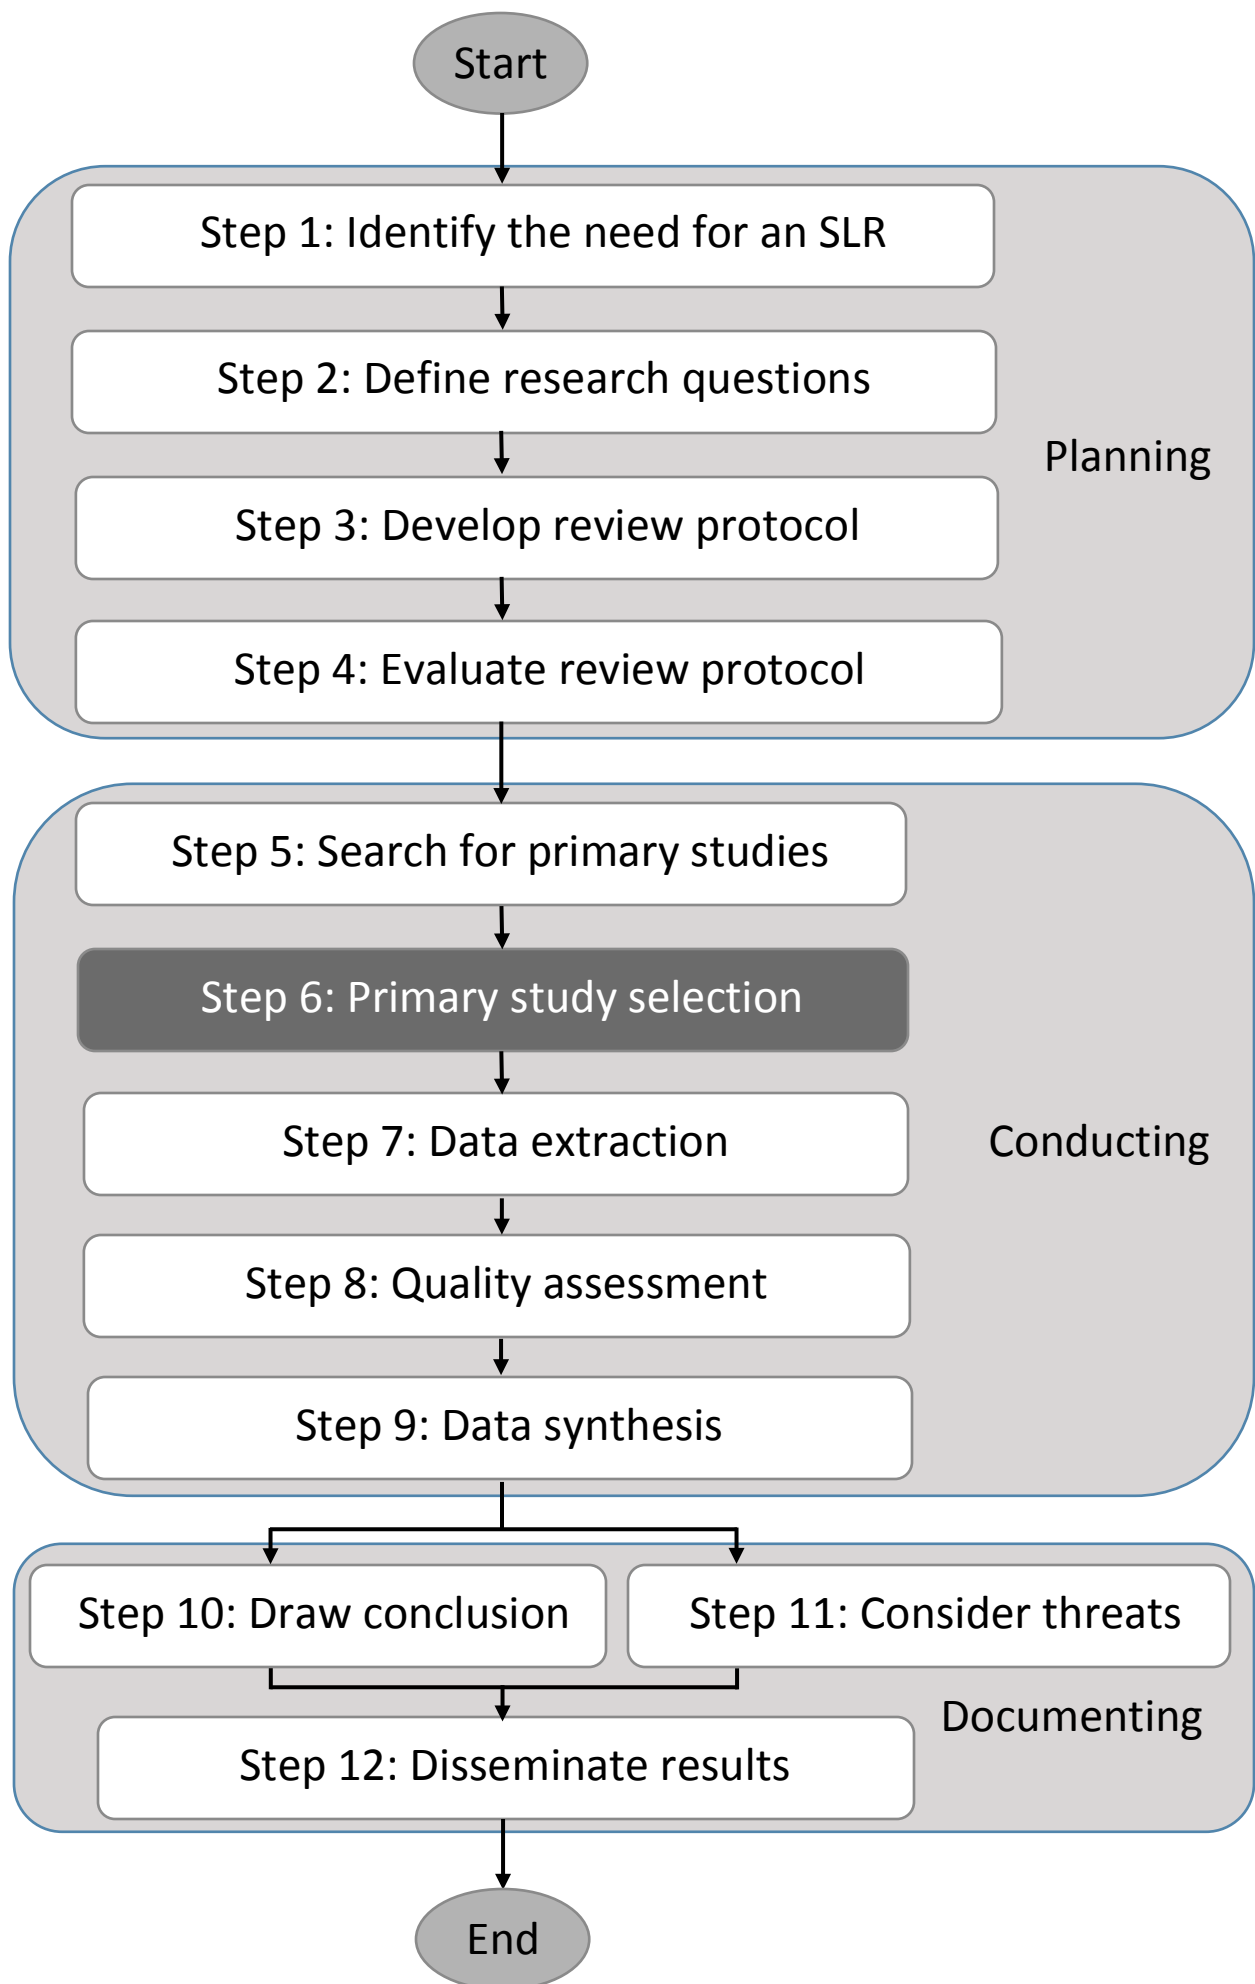 Start
Step 1: Identify the need for an SLR
Step 2: Define research questions
Planning
Step 3: Develop review protocol
Step 4: Evaluate review protocol
Step 5: Search for primary studies
Step 6: Primary study selection
Step 7: Data extraction
Conducting
Step 8: Quality assessment
Step 9: Data synthesis
Step 10: Draw conclusion
Step 11: Consider threats
Documenting
Step 12: Disseminate results
End